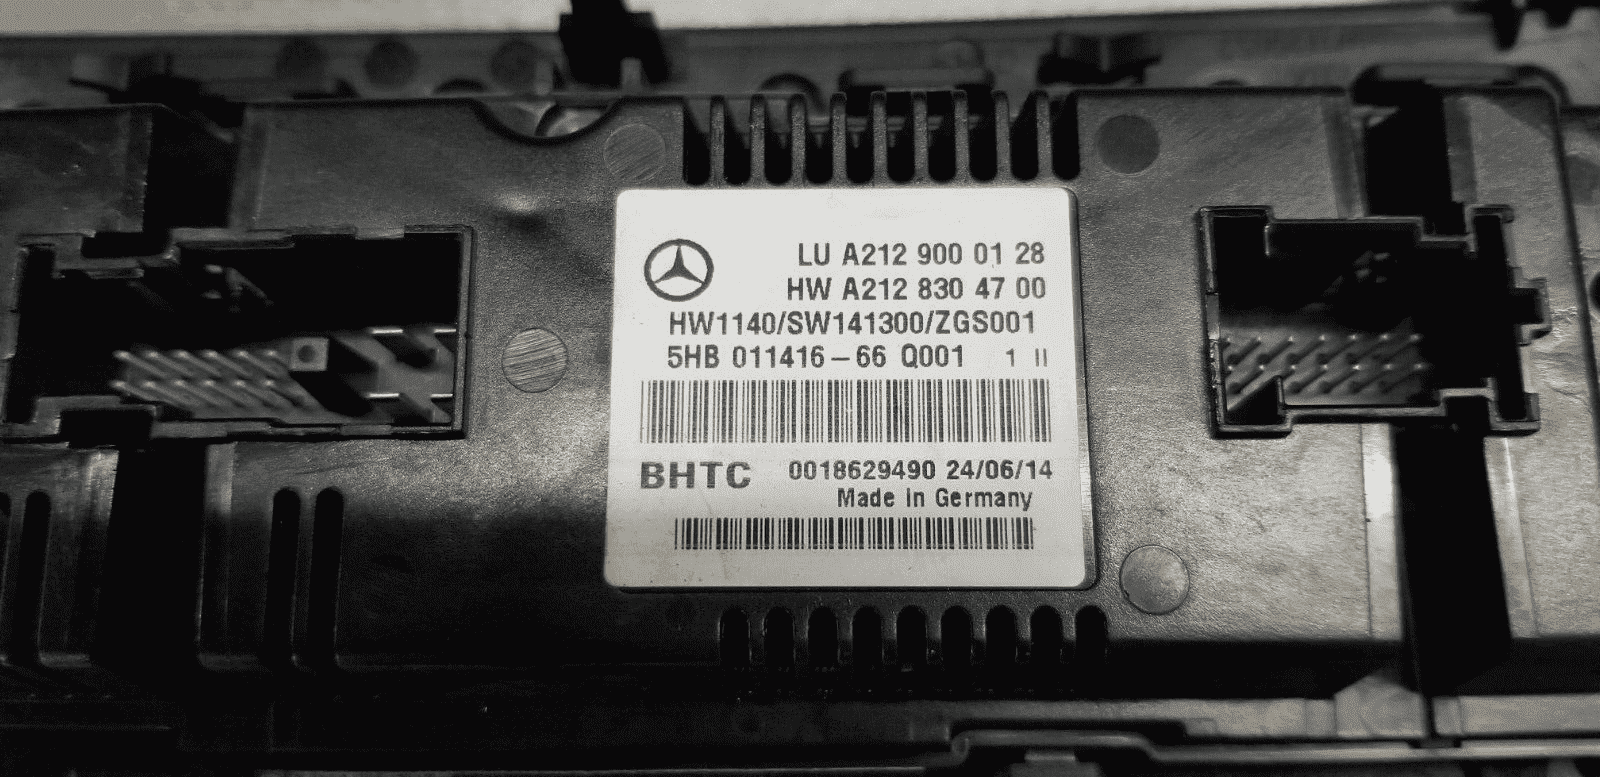 LU A212 900 01 28
HW A212 830 47 00
HW1140/SW141300/ZGS001
5HB 011416-66 Q001 1 II
BHTC 0018629490 24/06/14
Made in Germany